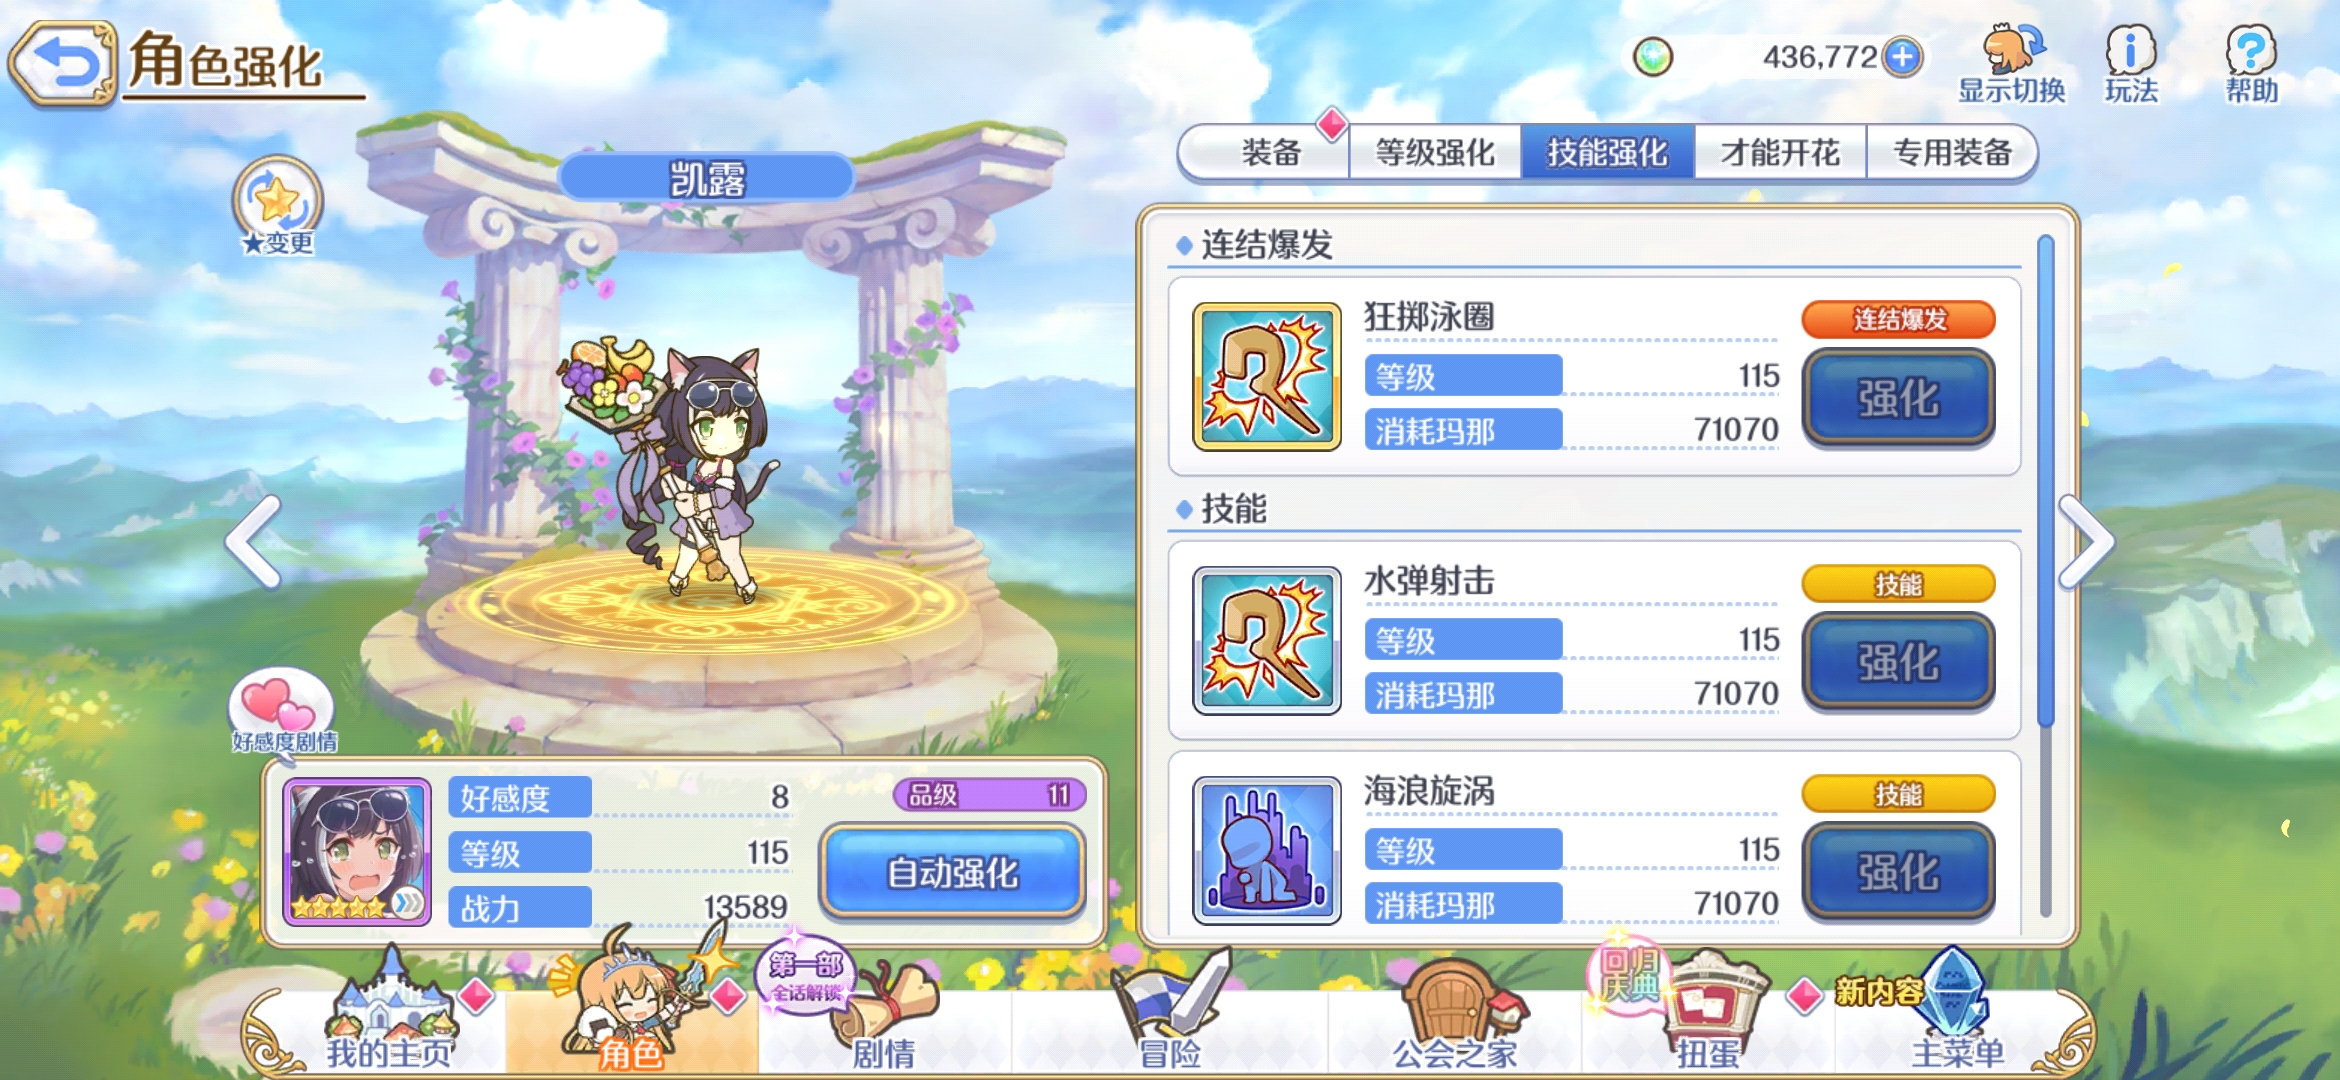 角色强化
436,772
显示切换
玩法
帮助
★变更
凯露
装备
等级强化
技能强化
才能开花
专用装备
连结爆发
狂掷泳圈
连结爆发
等级 115
消耗玛那 71070
强化
技能
水弹射击
技能
等级 115
消耗玛那 71070
强化
海浪旋涡
技能
等级 115
消耗玛那 71070
强化
好感度剧情
好感度 8
等级 115
战力 13589
品级 11
自动强化
我的主页
角色
第一部
全话解锁
剧情
冒险
公会之家
回归
庆典
扭蛋
新内容
主菜单